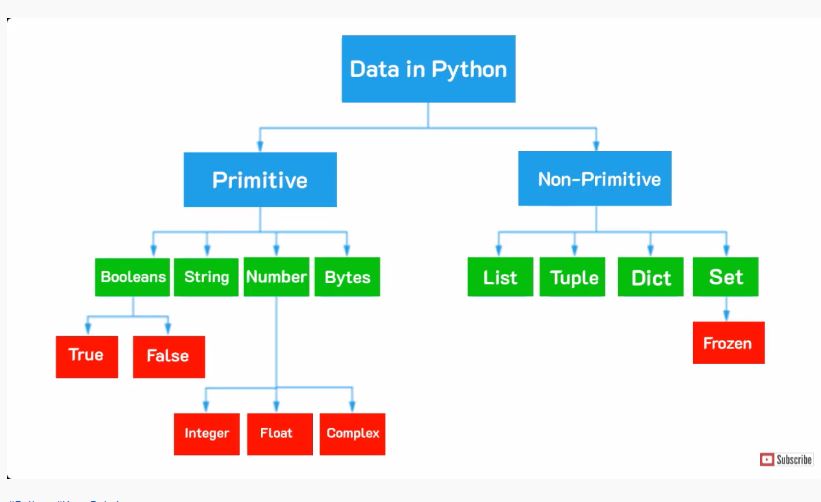 Data in Python
Primitive
Non-Primitive
Booleans
String
Number
Bytes
List
Tuple
Dict
Set
True
False
Frozen
Integer
Float
Complex
Subscribe